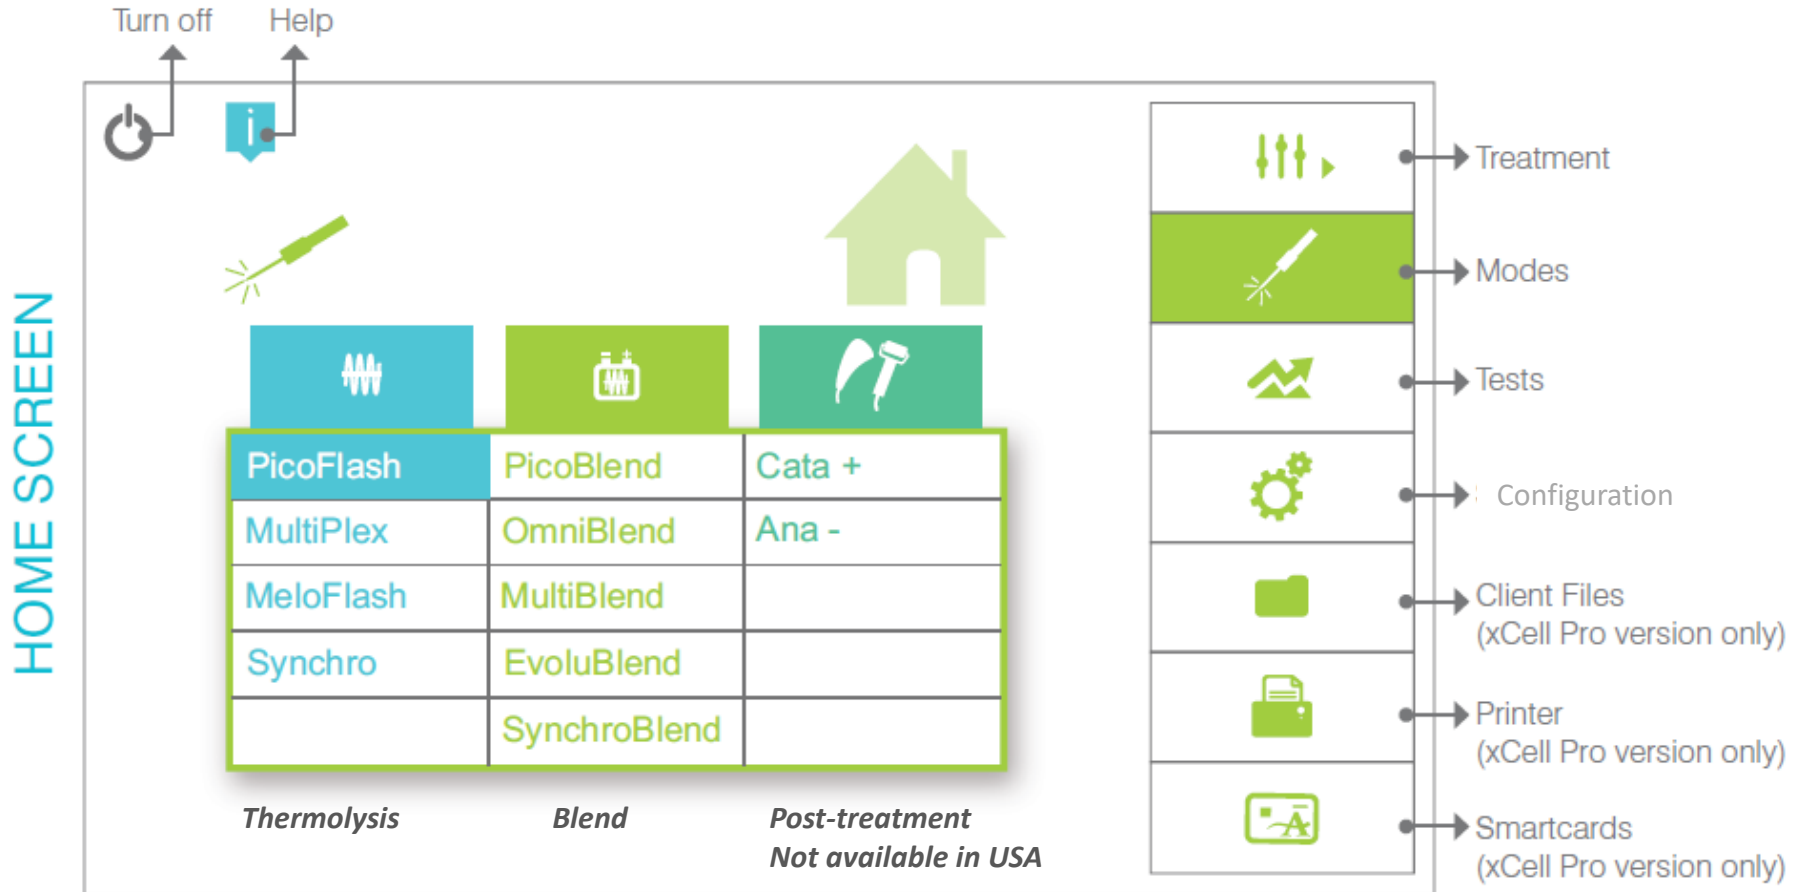 Turn off
Help
HOME SCREEN
i
PicoFlash
PicoBlend
Cata +
MultiPlex
OmniBlend
Ana -
MeloFlash
MultiBlend
Synchro
EvoluBlend
SynchroBlend
Thermolysis
Blend
Post-treatment
Not available in USA
Treatment
Modes
Tests
Configuration
Client Files
(xCell Pro version only)
Printer
(xCell Pro version only)
A
Smartcards
(xCell Pro version only)